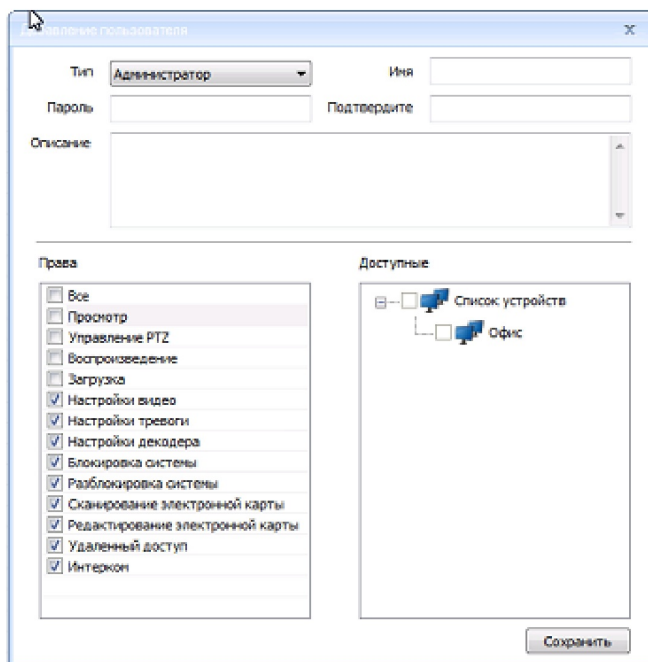 Добавление пользователя
Тип Администратор Имя
Пароль Подтвердите
Описание
Права
Все
Просмотр
Управление PTZ
Воспроизведение
Загрузка
Настройки видео
Настройки тревоги
Настройки декодера
Блокировка системы
Разблокировка системы
Сканирование электронной карты
Редактирование электронной карты
Удаленный доступ
Интерком
Доступные
Список устройств
Офис
Сохранить